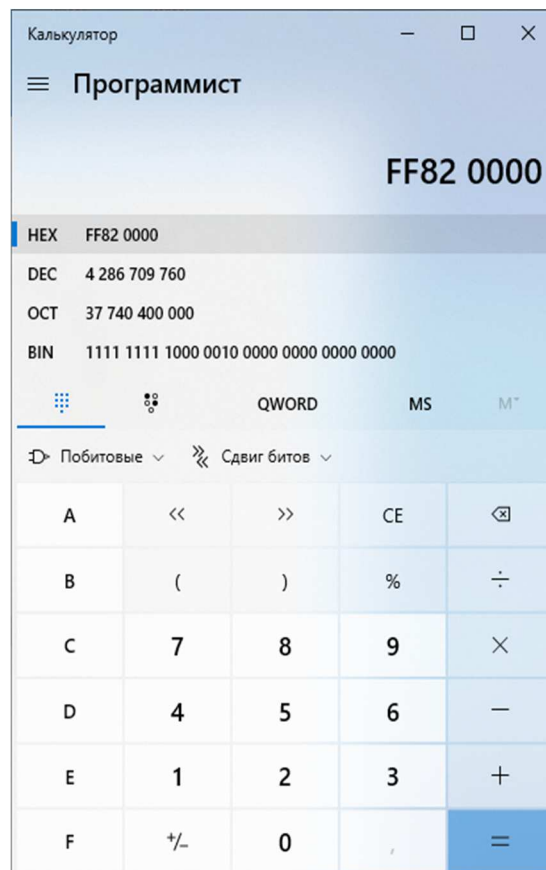 Калькулятор
Программист
FF82 0000
HEX FF82 0000
DEC 4 286 709 760
OCT 37 740 400 000
BIN 1111 1111 1000 0010 0000 0000 0000 0000
QWORD MS M˅
Побитовые Сдвиг битов
A << >> CE
B ( ) % ÷
C 7 8 9 ×
D 4 5 6 −
E 1 2 3 +
F +/− 0 , =